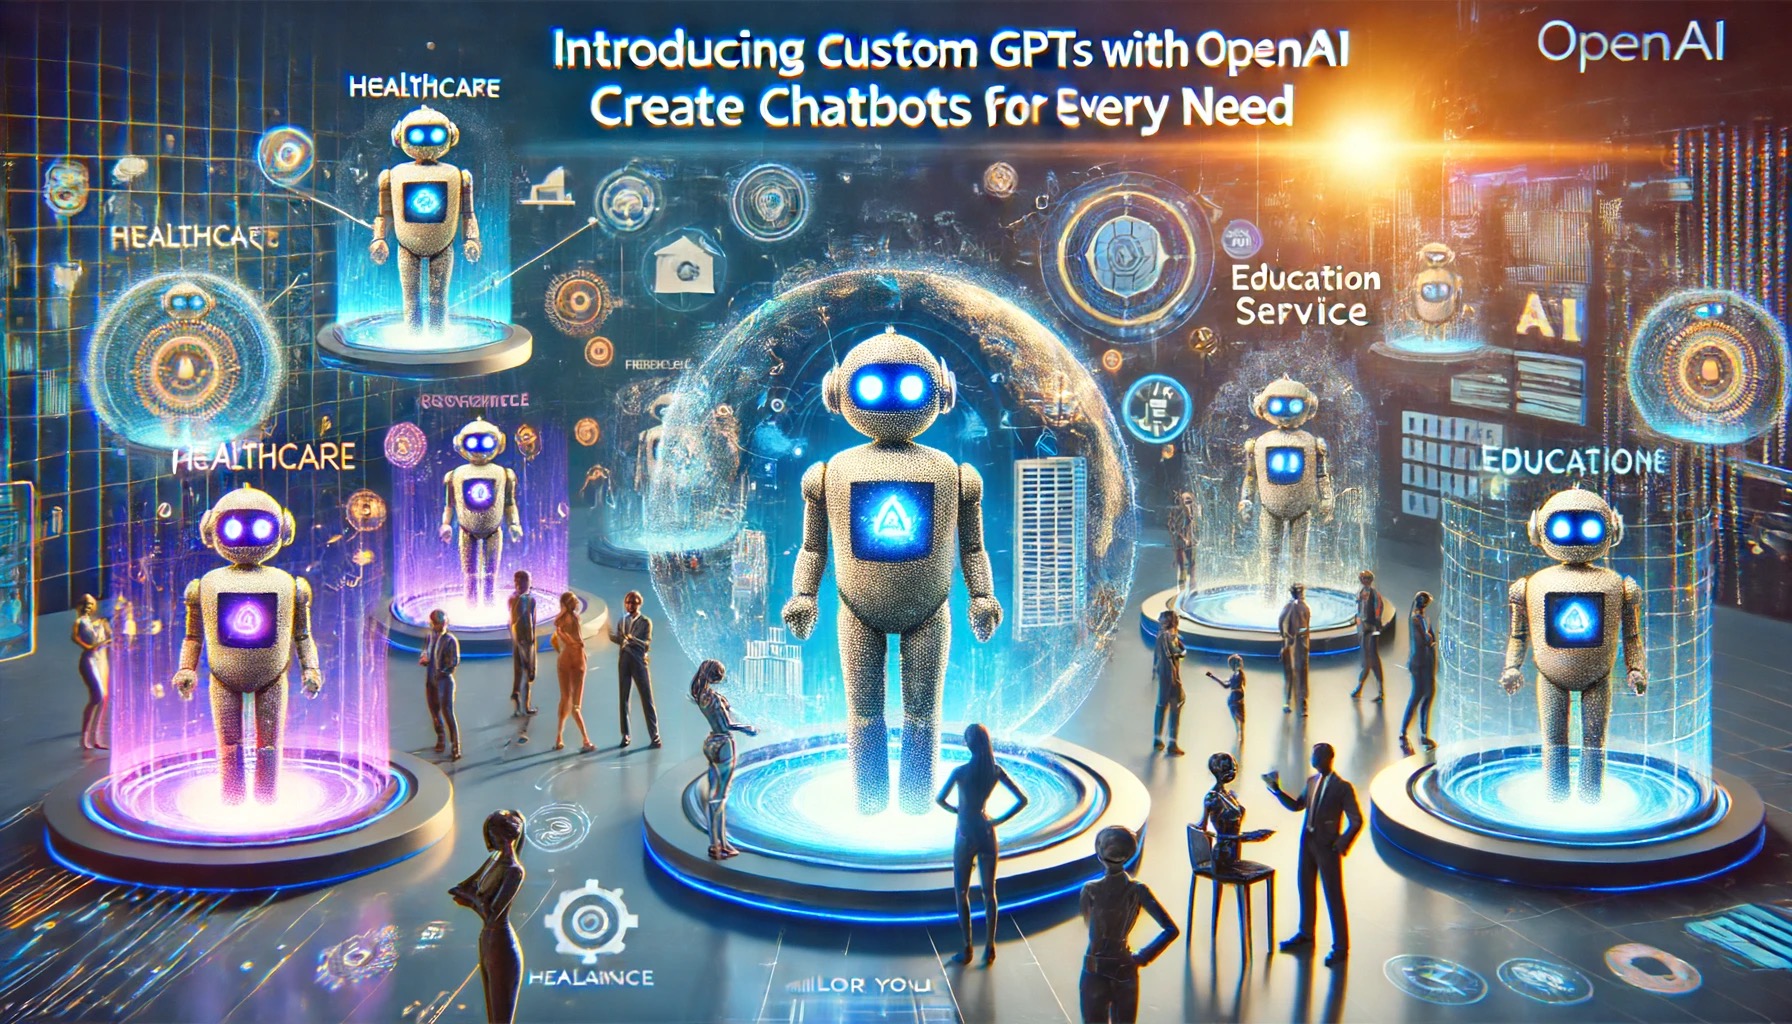 Introducing Custom GPTs with OpenAI
Create Chatbots for Every Need
OpenAI
HEALTHCARE
HEALTHCARE
Education
Service
AI
HEALTHCARE
EDUCATIONE
HEALAINCE
LOR YOU